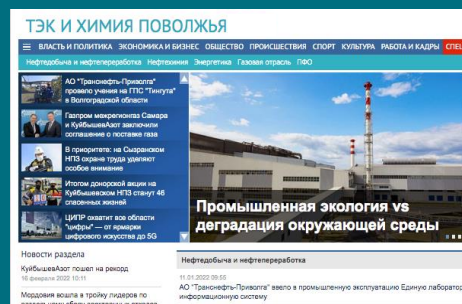 ТЭК И ХИМИЯ ПОВОЛЖЬЯ
ВЛАСТЬ И ПОЛИТИКА ЭКОНОМИКА И БИЗНЕС ОБЩЕСТВО ПРОИСШЕСТВИЯ СПОРТ КУЛЬТУРА РАБОТА И КАДРЫ СПЕЦ
Нефтедобыча и нефтепереработка Нефтехимия Энергетика Газовая отрасль ПФО
АО "Транснефть-Приволга"
провело учения на ГПС "Тингута"
в Волгоградской области
Газпром межрегионгаз Самара
и КуйбышевАзот заключили
соглашение о поставке газа
В приоритете: на Сызранском
НПЗ охране труда уделяют
особое внимание
Итогом донорской акции на
Куйбышевском НПЗ станут 46
спасенных жизней
ЦИПР охватит все области
"цифры" — от ярмарки
цифрового искусства до 5G
Промышленная экология vs
деградация окружающей среды
Новости раздела
КуйбышевАзот пошел на рекорд
16 февраля 2022 10:11
Мордовия вошла в тройку лидеров по
Нефтедобыча и нефтепереработка
11.01.2022 09:55
АО "Транснефть-Приволга" ввело в промышленную эксплуатацию Единую лаборатор
информационную систему